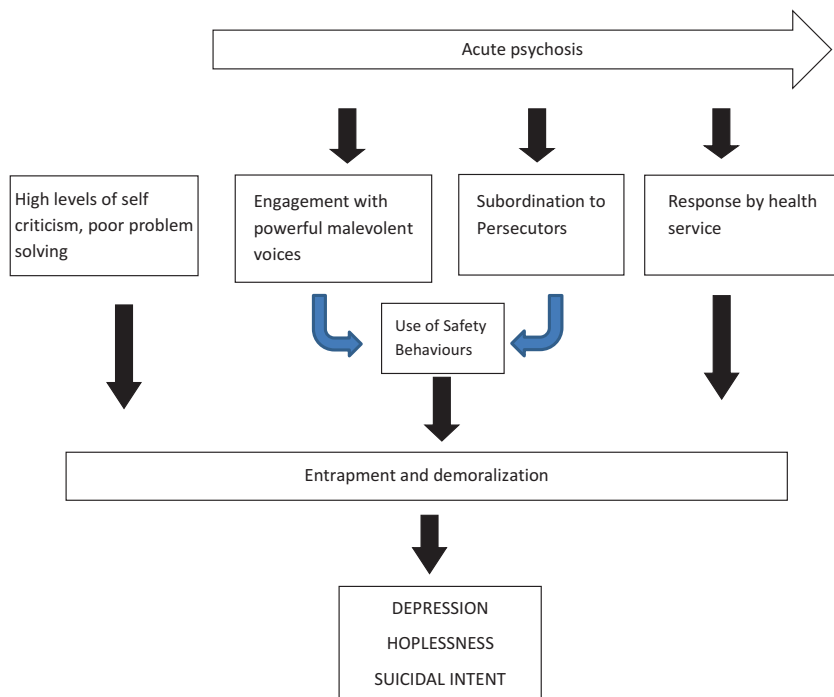 Acute psychosis
High levels of self
criticism, poor problem
solving
Engagement with
powerful malevolent
voices
Subordination to
Persecutors
Response by health
service
Use of Safety
Behaviours
Entrapment and demoralization
DEPRESSION
HOPLESSNESS
SUICIDAL INTENT